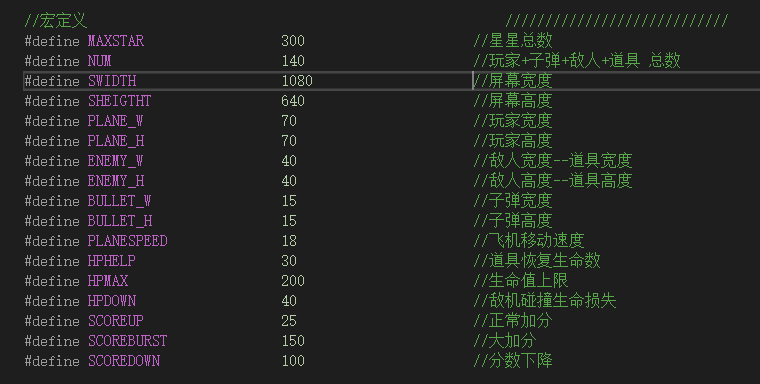 //宏定义 ////////////////////////////
#define MAXSTAR 300 //星星总数
#define NUM 140 //玩家+子弹+敌人+道具 总数
#define SWIDTH 1080 //屏幕宽度
#define SHEIGTHT 640 //屏幕高度
#define PLANE_W 70 //玩家宽度
#define PLANE_H 70 //玩家高度
#define ENEMY_W 40 //敌人宽度--道具宽度
#define ENEMY_H 40 //敌人高度--道具高度
#define BULLET_W 15 //子弹宽度
#define BULLET_H 15 //子弹高度
#define PLANESPEED 18 //飞机移动速度
#define HPHELP 30 //道具恢复生命数
#define HPMAX 200 //生命值上限
#define HPDOWN 40 //敌机碰撞生命损失
#define SCOREUP 25 //正常加分
#define SCOREBURST 150 //大加分
#define SCOREDOWN 100 //分数下降